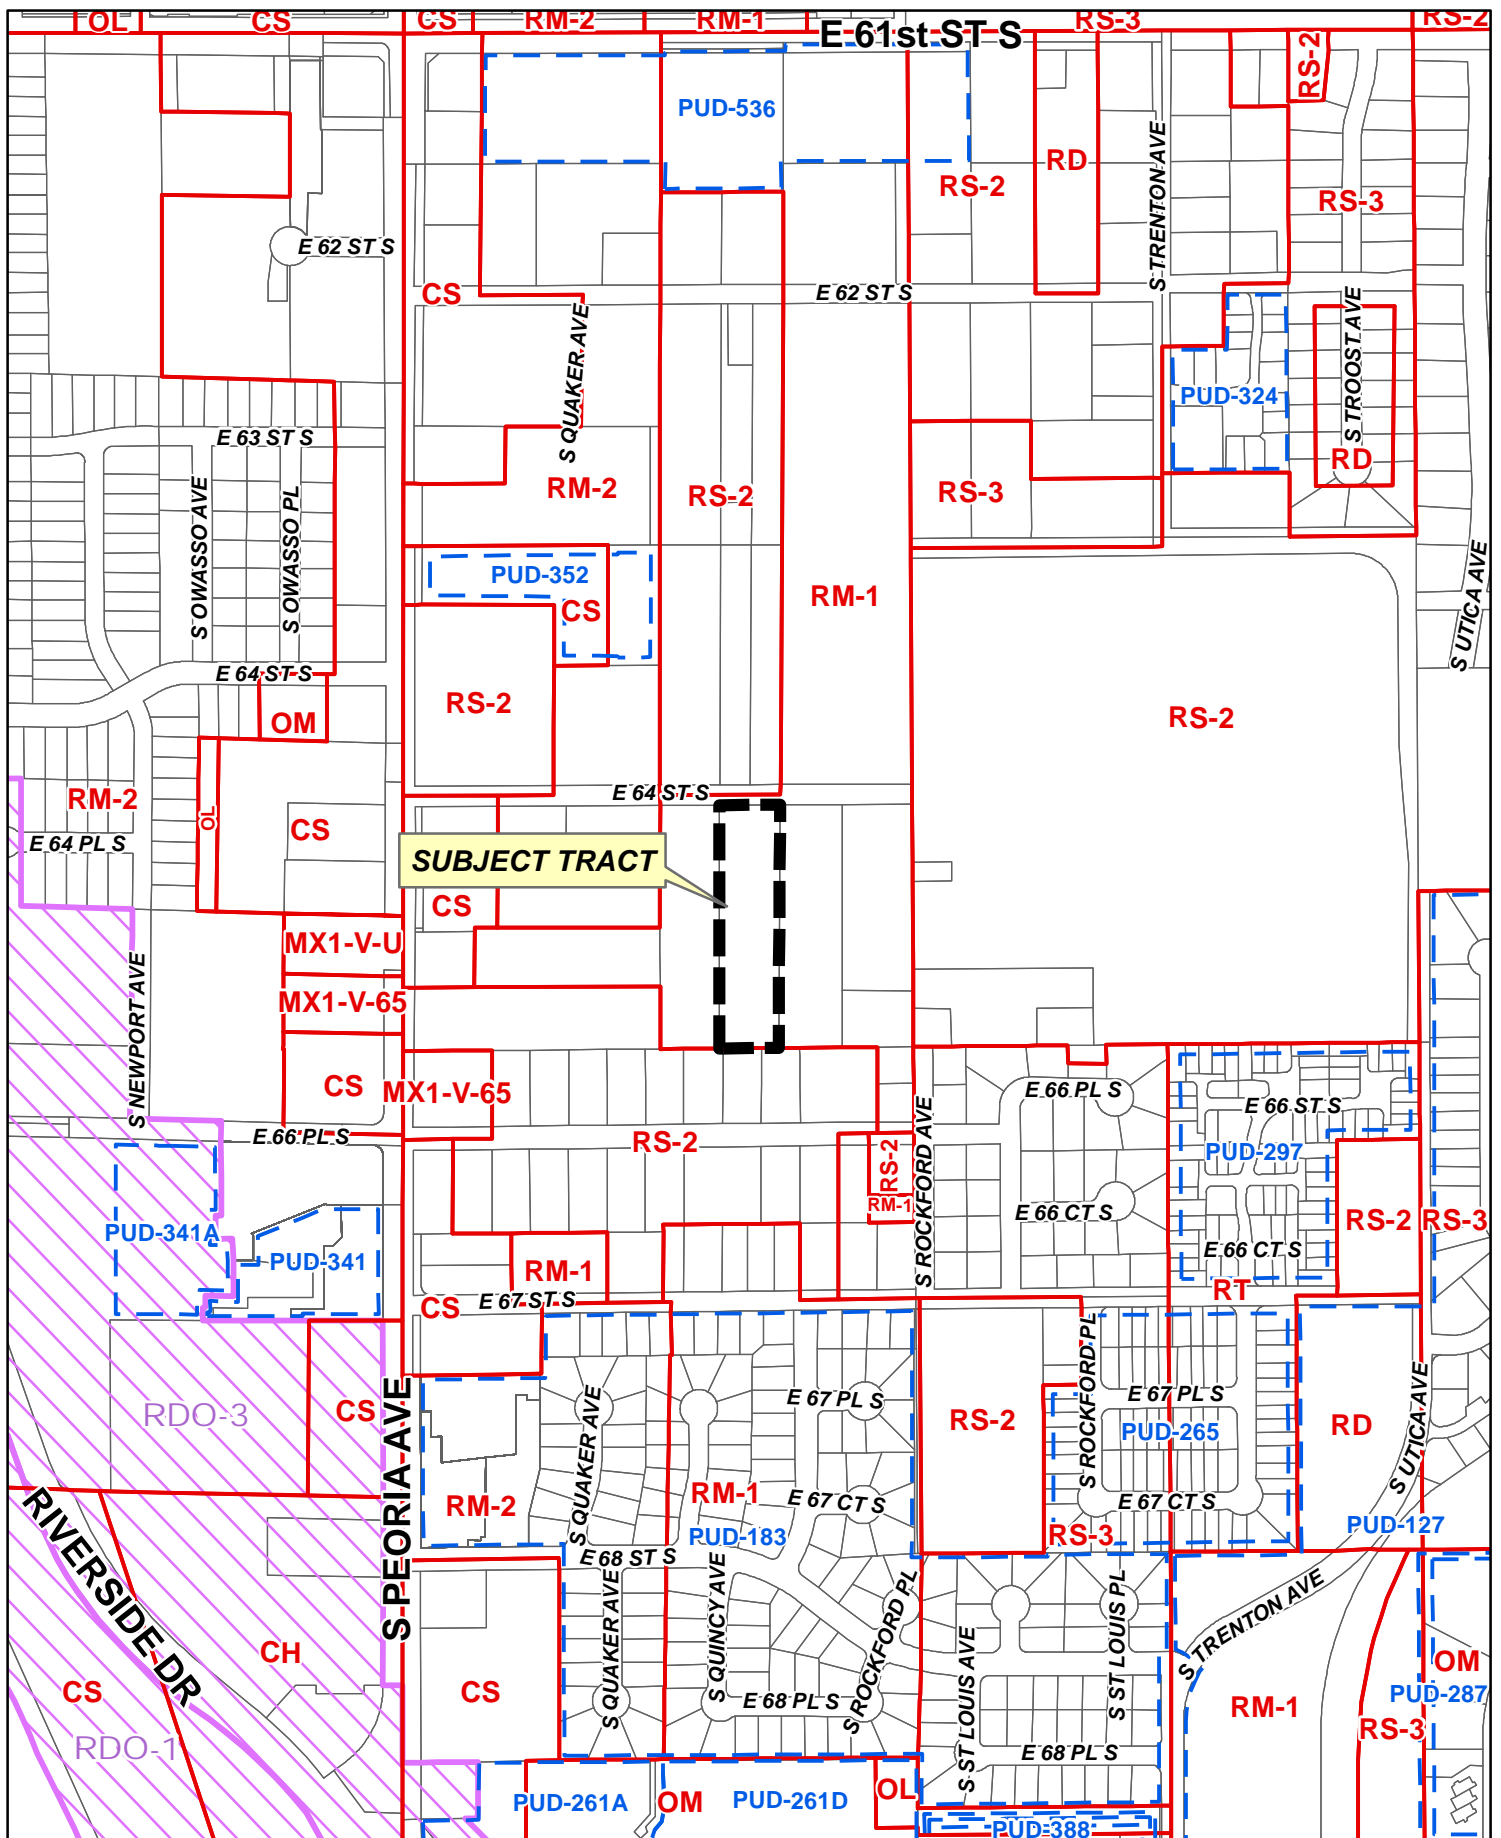 OL
CS
CS
RM-2
RM-1
RS-3
RS-2
E 61st ST S
RS-2
PUD-536
RD
RS-2
S TRENTON AVE
RS-3
E 62 ST S
CS
E 62 ST S
S QUAKER AVE
S TROOST AVE
PUD-324
E 63 ST S
RD
RM-2
RS-2
RS-3
S OWASSO AVE
S OWASSO PL
PUD-352
CS
RM-1
S UTICA AVE
E 64 ST S
RS-2
OM
RS-2
RM-2
OL
CS
E 64 ST S
E 64 PL S
SUBJECT TRACT
CS
MX1-V-U
S NEWPORT AVE
MX1-V-65
CS
MX1-V-65
E 66 PL S
E 66 ST S
E 66 PL S
RS-2
S ROCKFORD AVE
PUD-297
RS-2
RM-1
E 66 CT S
RS-2
RS-3
PUD-341A
PUD-341
RM-1
E 66 CT S
RT
E 67 ST S
CS
S ROCKFORD PL
RDO-3
CS
S PEORIA AVE
S QUAKER AVE
E 67 PL S
RS-2
E 67 PL S
PUD-265
RD
S UTICA AVE
RM-2
RM-1
E 67 CT S
E 67 CT S
PUD-183
RS-3
PUD-127
RIVERSIDE DR
E 68 ST S
S QUAKER AVE
S QUINCY AVE
S ROCKFORD PL
S ST LOUIS AVE
S ST LOUIS PL
S TRENTON AVE
CH
CS
CS
E 68 PL S
OM
PUD-287
RM-1
RS-3
RDO-1
E 68 PL S
PUD-261A
OM
PUD-261D
OL
PUD-388